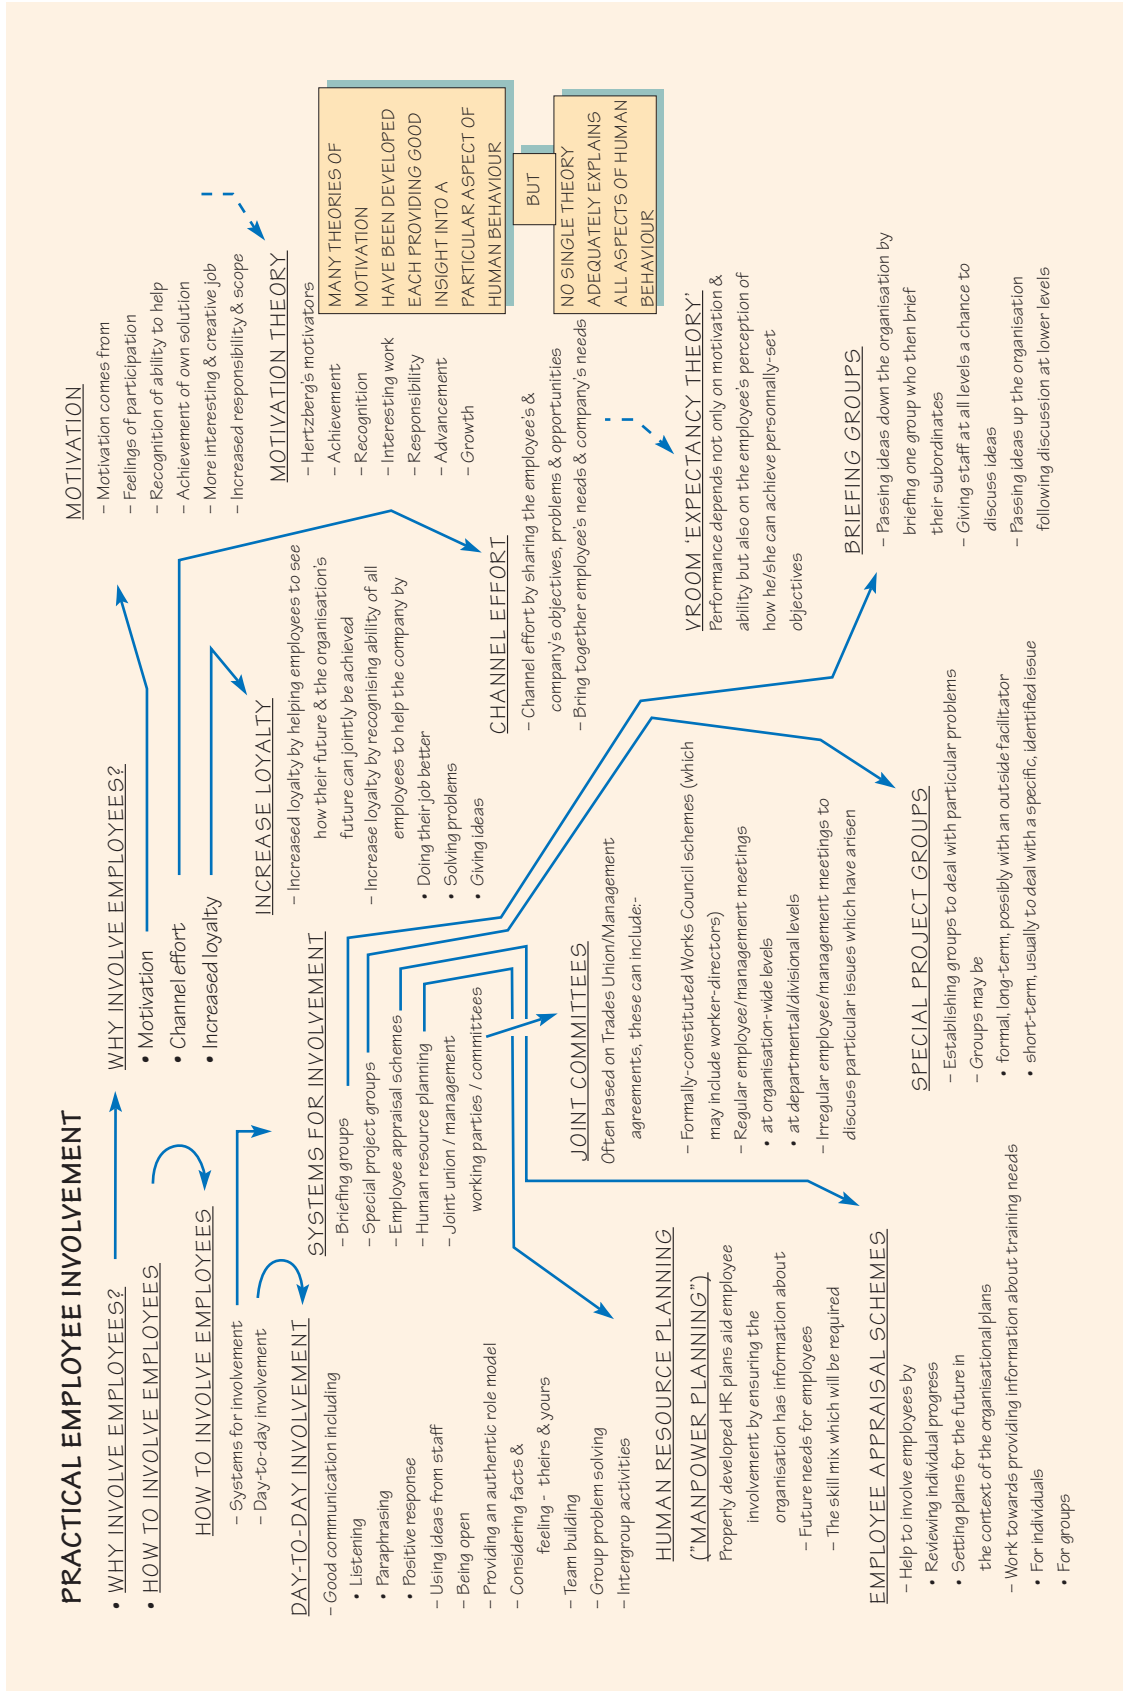 PRACTICAL EMPLOYEE INVOLVEMENT
• WHY INVOLVE EMPLOYEES?
• HOW TO INVOLVE EMPLOYEES
WHY INVOLVE EMPLOYEES?
• Motivation
• Channel effort
• Increased loyalty
MOTIVATION
– Motivation comes from
– Feelings of participation
– Recognition of ability to help
– Achievement of own solution
– More interesting & creative job
– Increased responsibility & scope
MOTIVATION THEORY
– Hertzberg's motivators
– Achievement
– Recognition
– Interesting work
– Responsibility
– Advancement
– Growth
MANY THEORIES OF
MOTIVATION
HAVE BEEN DEVELOPED
EACH PROVIDING GOOD
INSIGHT INTO A
PARTICULAR ASPECT OF
HUMAN BEHAVIOUR
BUT
NO SINGLE THEORY
ADEQUATELY EXPLAINS
ALL ASPECTS OF HUMAN
BEHAVIOUR
INCREASE LOYALTY
– Increased loyalty by helping employees to see
how their future & the organisation's
future can jointly be achieved
– Increase loyalty by recognising ability of all
employees to help the company by
• Doing their job better
• Solving problems
• Giving ideas
CHANNEL EFFORT
– Channel effort by sharing the employee's &
company's objectives, problems & opportunities
– Bring together employee's needs & company's needs
VROOM 'EXPECTANCY THEORY'
Performance depends not only on motivation &
ability but also on the employee's perception of
how he/she can achieve personnally-set
objectives
HOW TO INVOLVE EMPLOYEES
– Systems for involvement
– Day-to-day involvement
SYSTEMS FOR INVOLVEMENT
– Briefing groups
– Special project groups
– Employee appraisal schemes
– Human resource planning
– Joint union / management
working parties / committees
DAY-TO-DAY INVOLVEMENT
– Good communication including
• Listening
• Paraphrasing
• Positive response
– Using ideas from staff
– Being open
– Providing an authentic role model
– Considering facts &
feeling - theirs & yours
– Team building
– Group problem solving
– Intergroup activities
JOINT COMMITTEES
Often based on Trades Union/Management
agreements, these can include:-
– Formally-constituted Works Council schemes (which
may include worker-directors)
– Regular employee/management meetings
• at organisation-wide levels
• at departmental/divisional levels
– Irregular employee/management meetings to
discuss particular issues which have arisen
BRIEFING GROUPS
– Passing ideas down the organisation by
briefing one group who then brief
their subordinates
– Giving staff at all levels a chance to
discuss ideas
– Passing ideas up the organisation
following discussion at lower levels
HUMAN RESOURCE PLANNING
("MANPOWER PLANNING")
Properly developed HR plans aid employee
involvement by ensuring the
organisation has information about
– Future needs for employees
– The skill mix which will be required
EMPLOYEE APPRAISAL SCHEMES
– Help to involve employees by
• Reviewing individual progress
• Setting plans for the future in
the context of the organisational plans
– Work towards providing information about training needs
• For individuals
• For groups
SPECIAL PROJECT GROUPS
– Establishing groups to deal with particular problems
– Groups may be
• formal, long-term, possibly with an outside facilitator
• short-term, usually to deal with a specific, identified issue